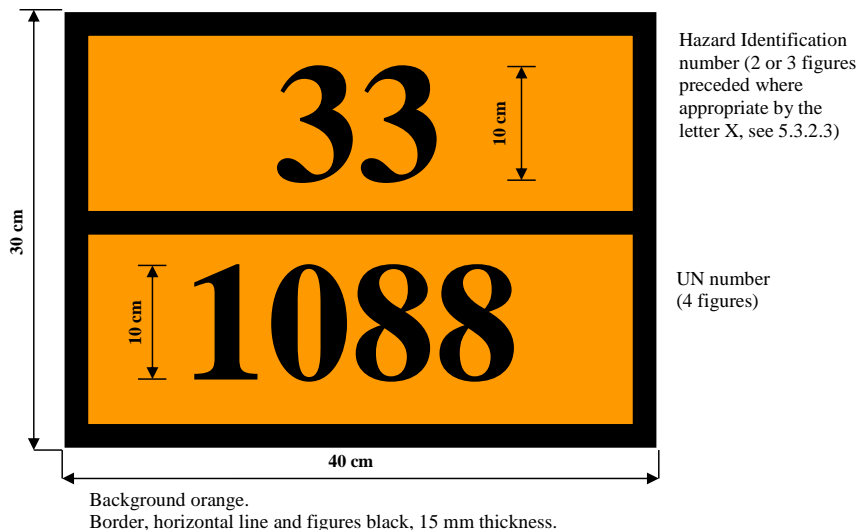 33
10 cm
Hazard Identification
number (2 or 3 figures
preceded where
appropriate by the
letter X, see 5.3.2.3)
30 cm
1088
10 cm
UN number
(4 figures)
40 cm
Background orange.
Border, horizontal line and figures black, 15 mm thickness.